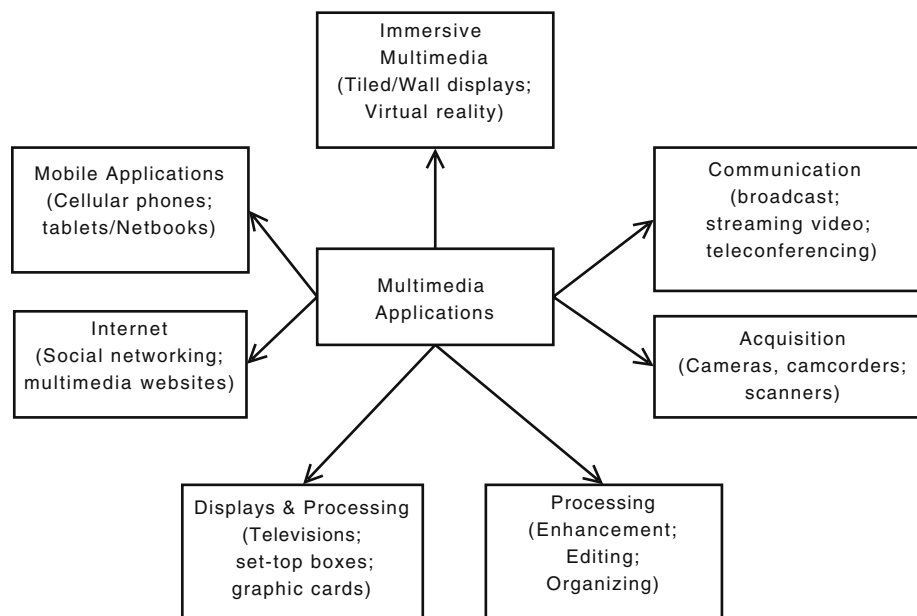 Immersive
Multimedia
(Tiled/Wall displays;
Virtual reality)
Mobile Applications
(Cellular phones;
tablets/Netbooks)
Communication
(broadcast;
streaming video;
teleconferencing)
Multimedia
Applications
Internet
(Social networking;
multimedia websites)
Acquisition
(Cameras, camcorders;
scanners)
Displays & Processing
(Televisions;
set-top boxes;
graphic cards)
Processing
(Enhancement;
Editing;
Organizing)